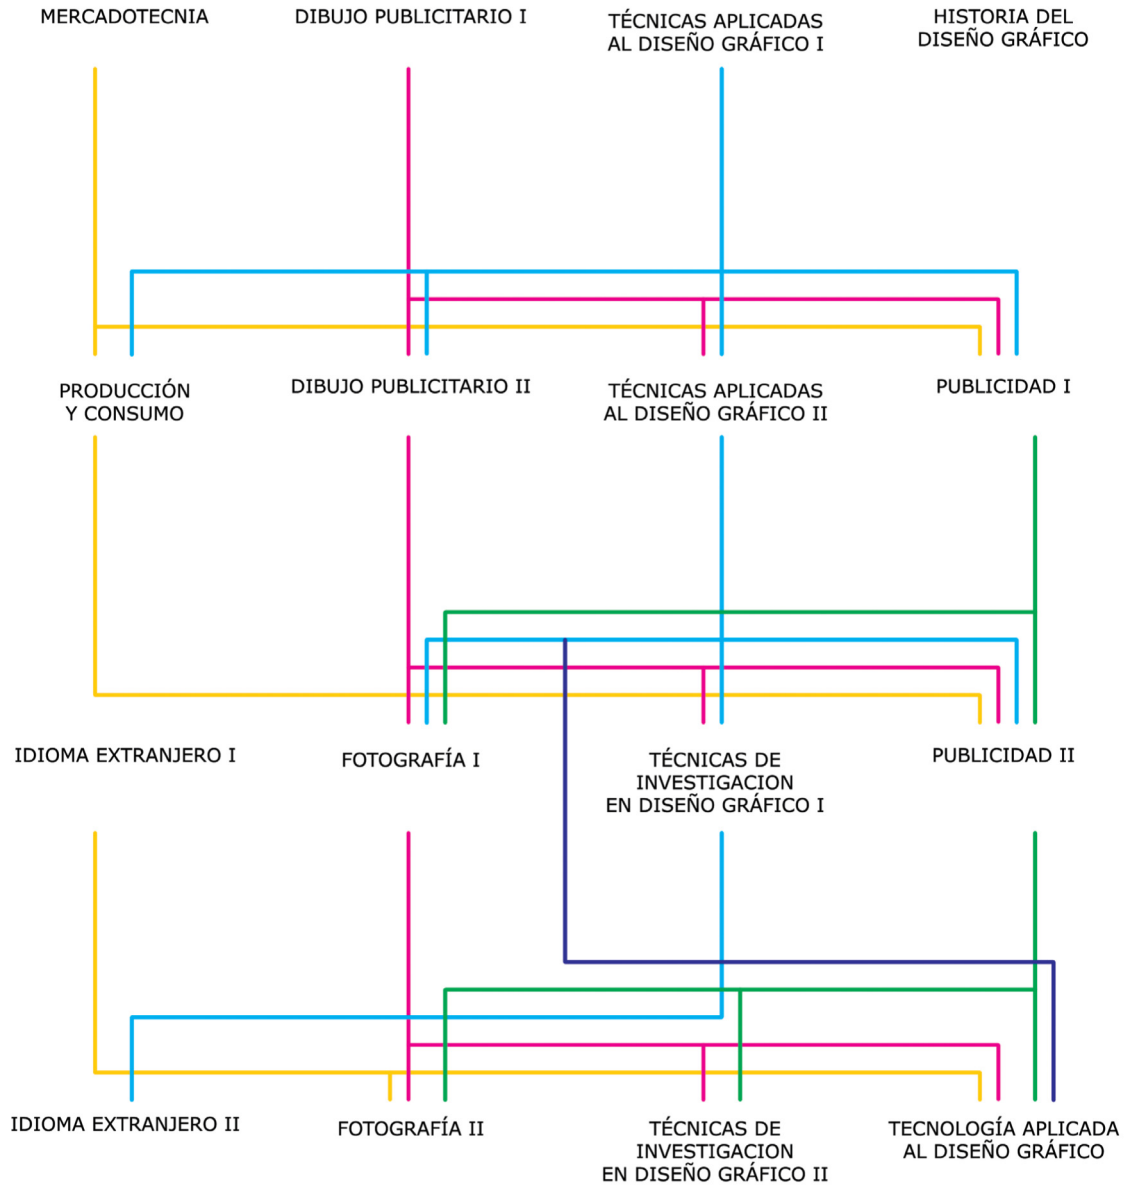 MERCADOTECNIA
DIBUJO PUBLICITARIO I
TÉCNICAS APLICADAS
AL DISEÑO GRÁFICO I
HISTORIA DEL
DISEÑO GRÁFICO
PRODUCCIÓN
Y CONSUMO
DIBUJO PUBLICITARIO II
TÉCNICAS APLICADAS
AL DISEÑO GRÁFICO II
PUBLICIDAD I
IDIOMA EXTRANJERO I
FOTOGRAFÍA I
TÉCNICAS DE
INVESTIGACION
EN DISEÑO GRÁFICO I
PUBLICIDAD II
IDIOMA EXTRANJERO II
FOTOGRAFÍA II
TÉCNICAS DE
INVESTIGACION
EN DISEÑO GRÁFICO II
TECNOLOGÍA APLICADA
AL DISEÑO GRÁFICO